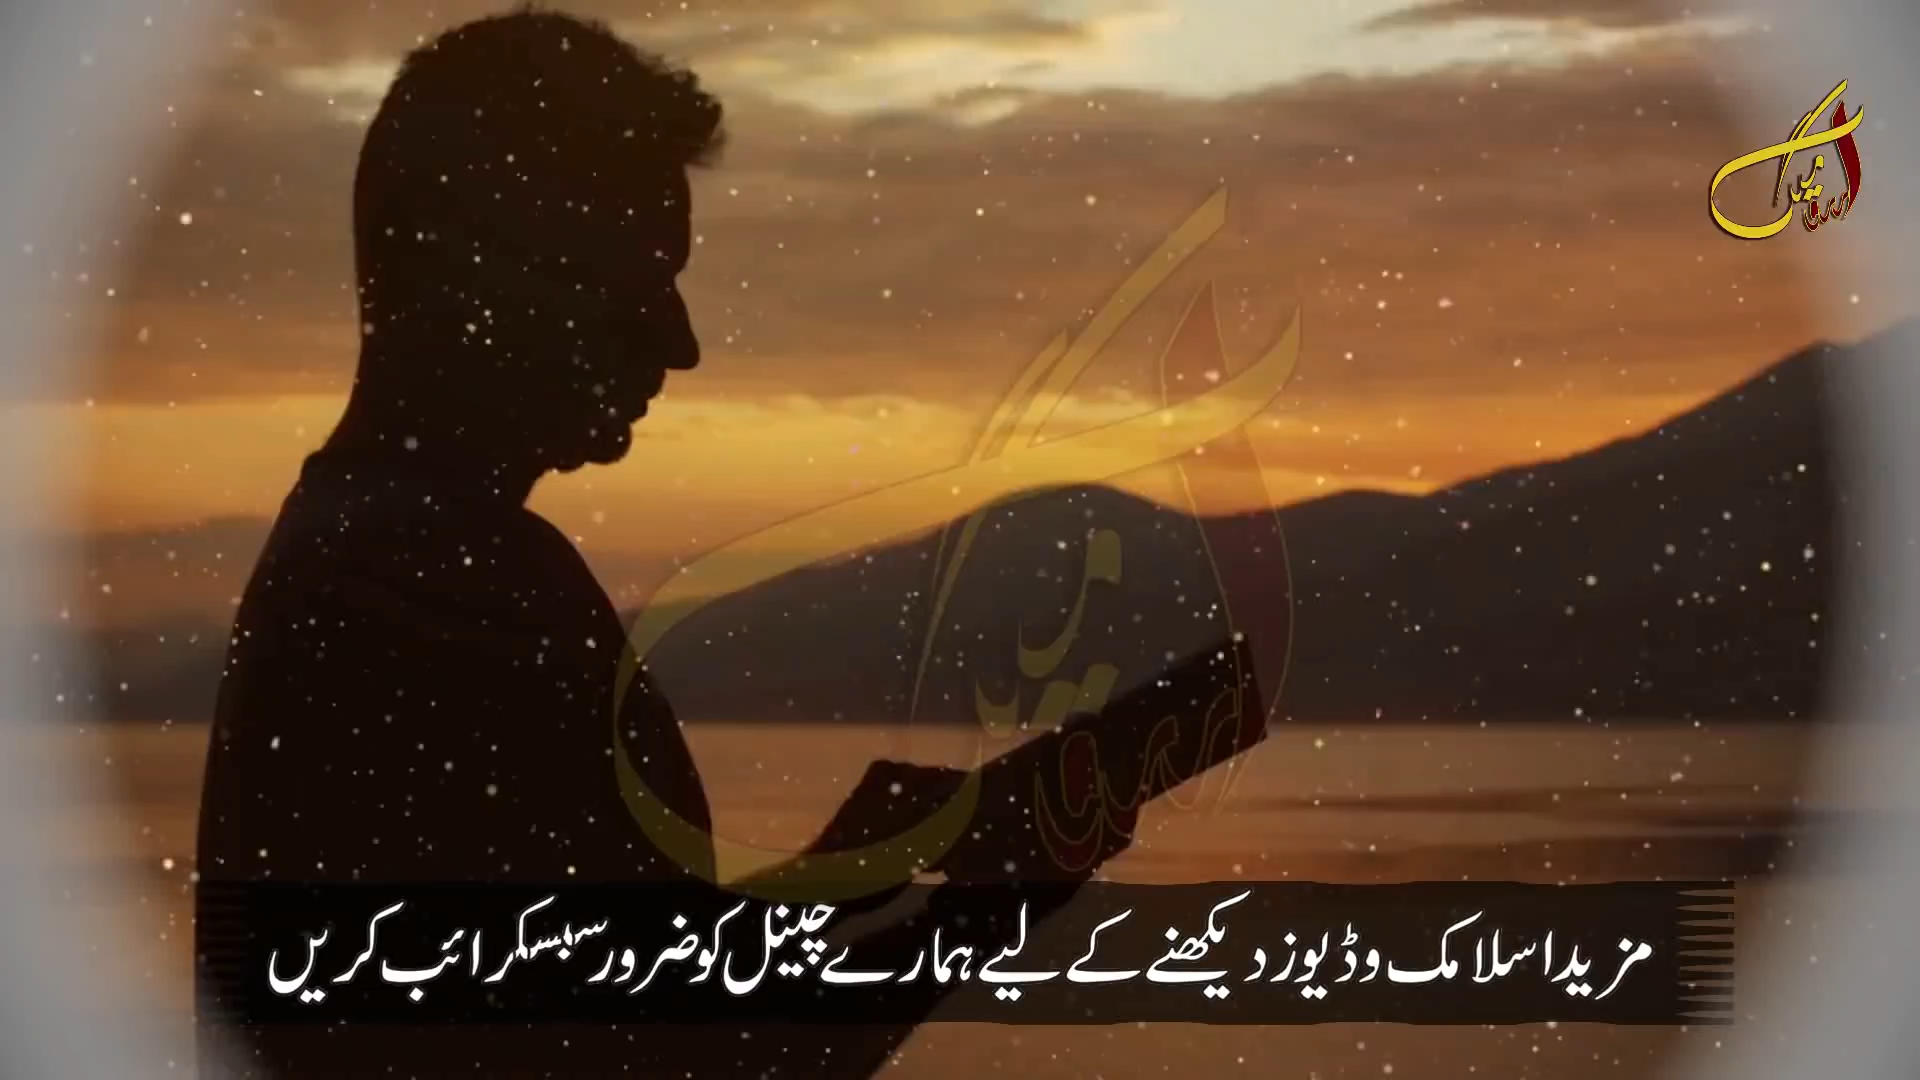 مزید اسلامک وڈیوز دیکھنے کے لیے ہمارے چینل کو ضرور سبسکرائب کریں